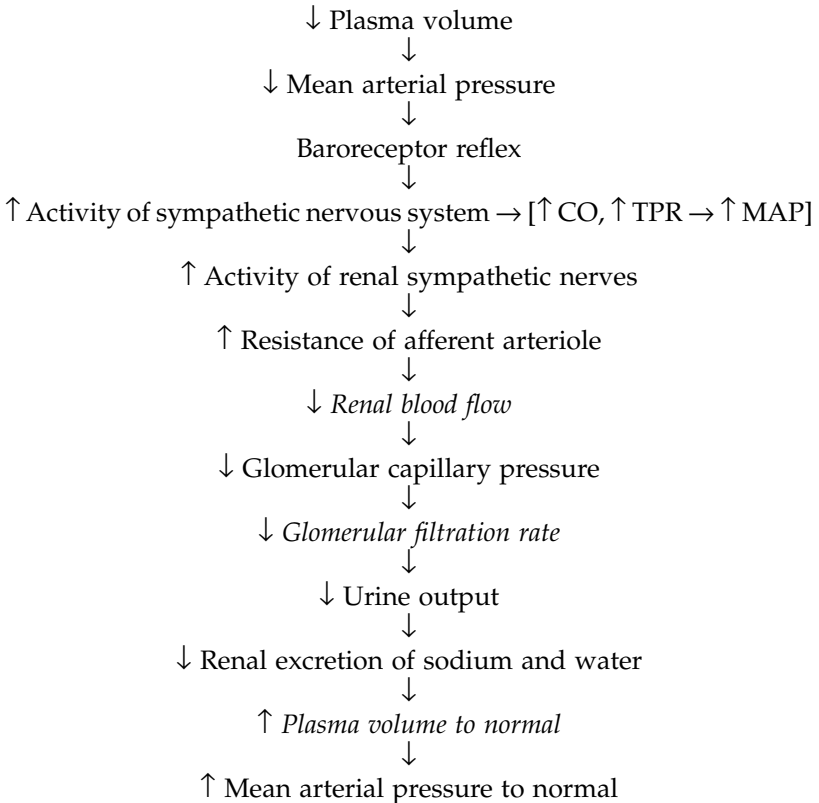 ↓ Plasma volume
↓
↓ Mean arterial pressure
↓
Baroreceptor reflex
↓
↑ Activity of sympathetic nervous system → [↑ CO, ↑ TPR → ↑ MAP]
↓
↑ Activity of renal sympathetic nerves
↓
↑ Resistance of afferent arteriole
↓
↓ Renal blood flow
↓
↓ Glomerular capillary pressure
↓
↓ Glomerular filtration rate
↓
↓ Urine output
↓
↓ Renal excretion of sodium and water
↓
↑ Plasma volume to normal
↓
↑ Mean arterial pressure to normal